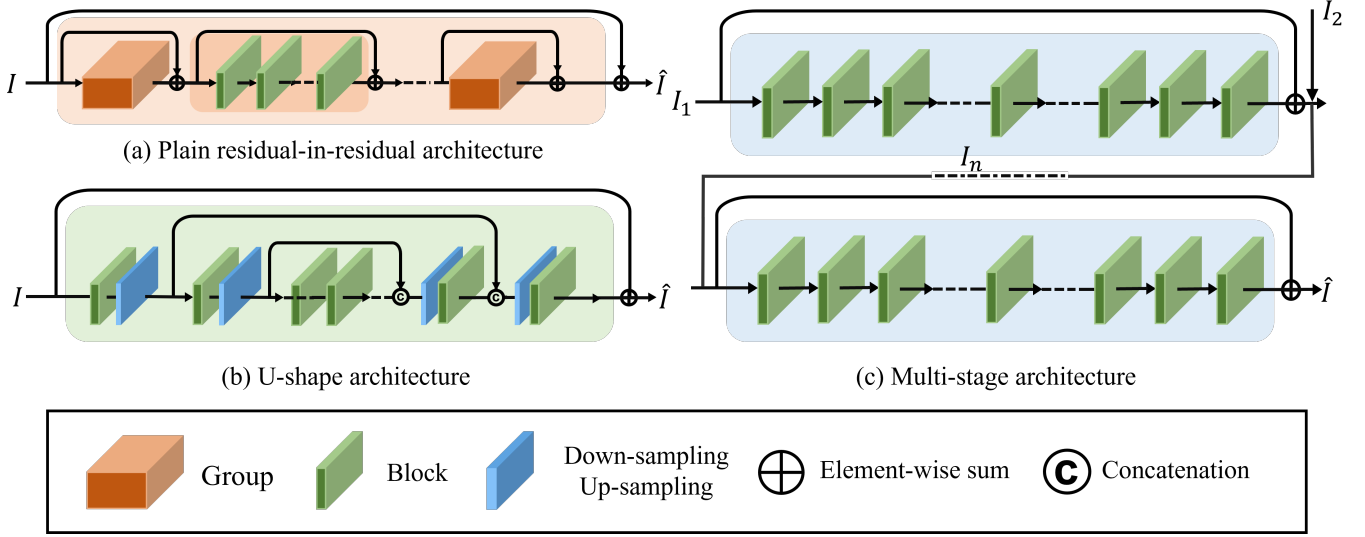 I
Î
(a) Plain residual-in-residual architecture
I
Î
(b) U-shape architecture
I₁
I₂
Iₙ
Î
(c) Multi-stage architecture
C
C
Group
Block
Down-sampling
Up-sampling
Element-wise sum
C
Concatenation